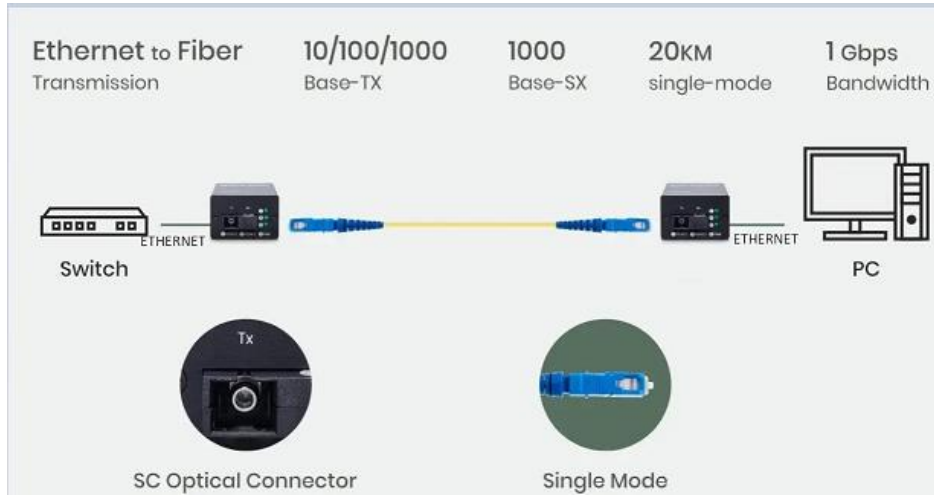 Ethernet to Fiber
Transmission
10/100/1000
Base-TX
1000
Base-SX
20KM
single-mode
1 Gbps
Bandwidth
ETHERNET
ETHERNET
Switch
PC
Tx
SC Optical Connector
Single Mode